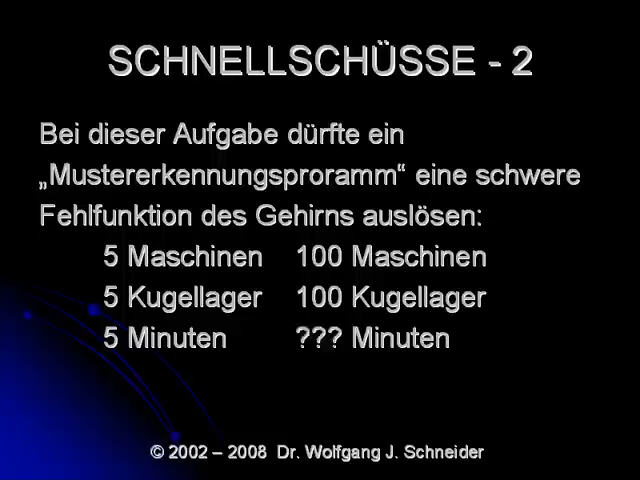 SCHNELLSCHÜSSE - 2
Bei dieser Aufgabe dürfte ein
„Mustererkennungsproramm“ eine schwere
Fehlfunktion des Gehirns auslösen:
5 Maschinen 100 Maschinen
5 Kugellager 100 Kugellager
5 Minuten ??? Minuten
© 2002 – 2008 Dr. Wolfgang J. Schneider